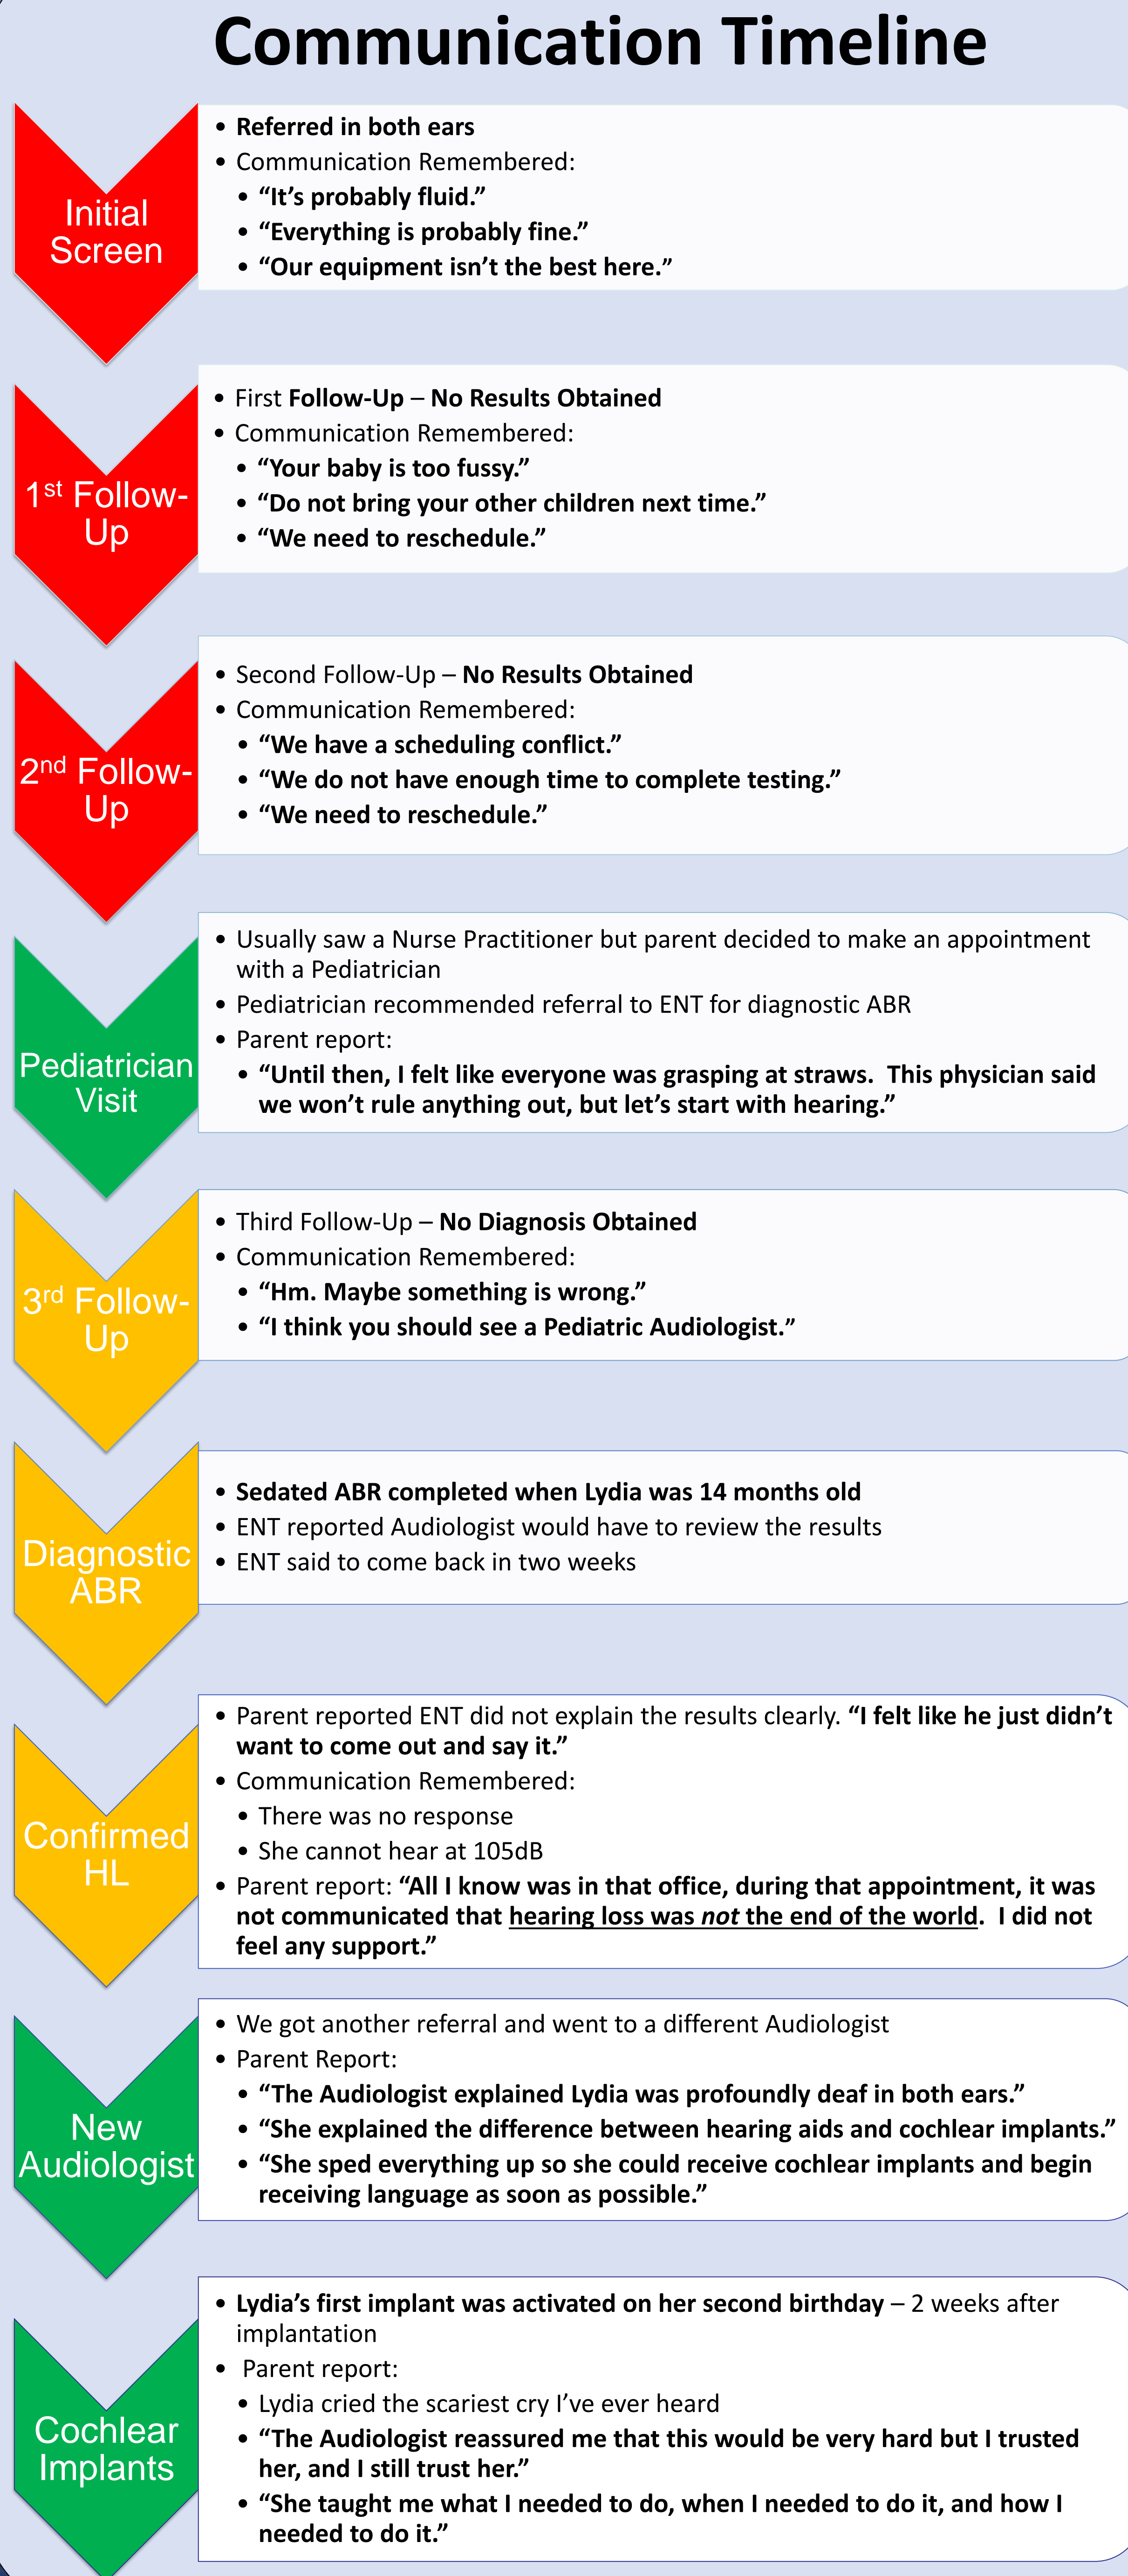 Communication Timeline
Initial
Screen
• Referred in both ears
• Communication Remembered:
• “It’s probably fluid.”
• “Everything is probably fine.”
• “Our equipment isn’t the best here.”
1st Follow-
Up
• First Follow-Up – No Results Obtained
• Communication Remembered:
• “Your baby is too fussy.”
• “Do not bring your other children next time.”
• “We need to reschedule.”
2nd Follow-
Up
• Second Follow-Up – No Results Obtained
• Communication Remembered:
• “We have a scheduling conflict.”
• “We do not have enough time to complete testing.”
• “We need to reschedule.”
Pediatrician
Visit
• Usually saw a Nurse Practitioner but parent decided to make an appointment
with a Pediatrician
• Pediatrician recommended referral to ENT for diagnostic ABR
• Parent report:
• “Until then, I felt like everyone was grasping at straws.  This physician said
we won’t rule anything out, but let’s start with hearing.”
3rd Follow-
Up
• Third Follow-Up – No Diagnosis Obtained
• Communication Remembered:
• “Hm. Maybe something is wrong.”
• “I think you should see a Pediatric Audiologist.”
Diagnostic
ABR
• Sedated ABR completed when Lydia was 14 months old
• ENT reported Audiologist would have to review the results
• ENT said to come back in two weeks
Confirmed
HL
• Parent reported ENT did not explain the results clearly. “I felt like he just didn’t
want to come out and say it.”
• Communication Remembered:
• There was no response
• She cannot hear at 105dB
• Parent report: “All I know was in that office, during that appointment, it was
not communicated that hearing loss was not the end of the world.  I did not
feel any support.”
New
Audiologist
• We got another referral and went to a different Audiologist
• Parent Report:
• “The Audiologist explained Lydia was profoundly deaf in both ears.”
• “She explained the difference between hearing aids and cochlear implants.”
• “She sped everything up so she could receive cochlear implants and begin
receiving language as soon as possible.”
Cochlear
Implants
• Lydia’s first implant was activated on her second birthday – 2 weeks after
implantation
• Parent report:
• Lydia cried the scariest cry I’ve ever heard
• “The Audiologist reassured me that this would be very hard but I trusted
her, and I still trust her.”
• “She taught me what I needed to do, when I needed to do it, and how I
needed to do it.”